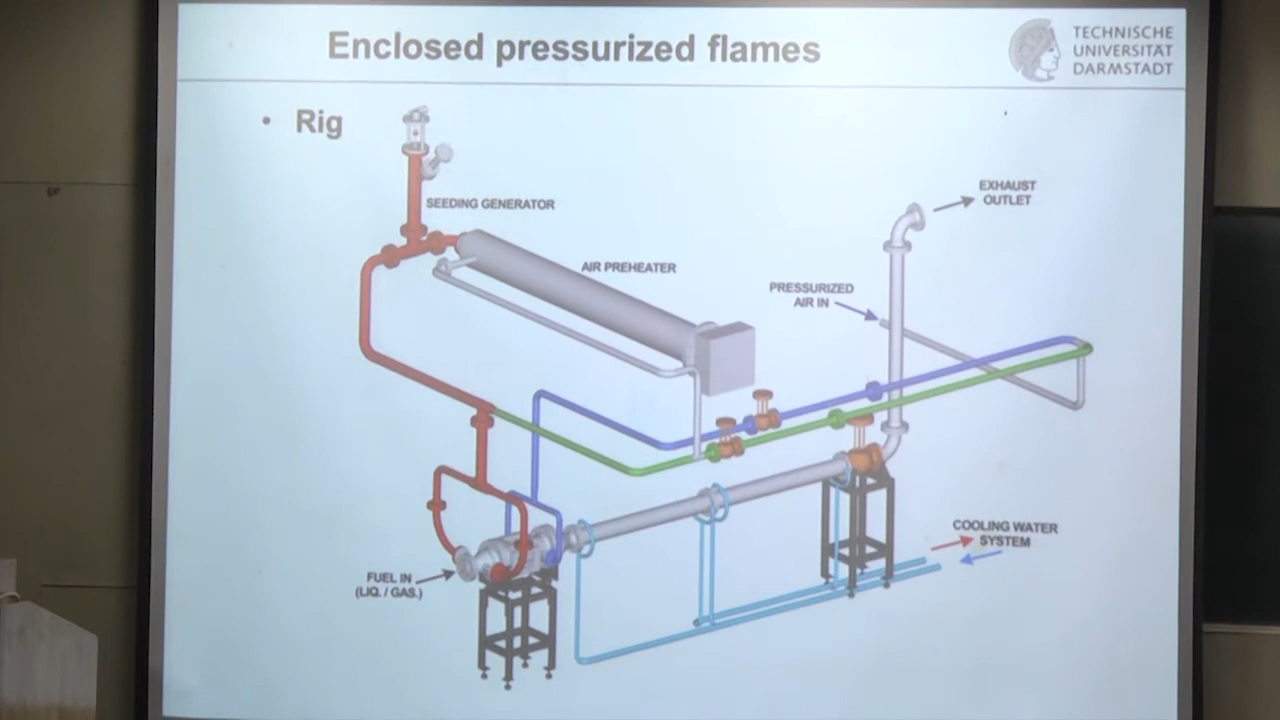 Enclosed pressurized flames
TECHNISCHE
UNIVERSITÄT
DARMSTADT
• Rig
SEEDING GENERATOR
AIR PREHEATER
EXHAUST
OUTLET
PRESSURIZED
AIR IN
COOLING WATER
SYSTEM
FUEL IN
(LIQ. / GAS.)